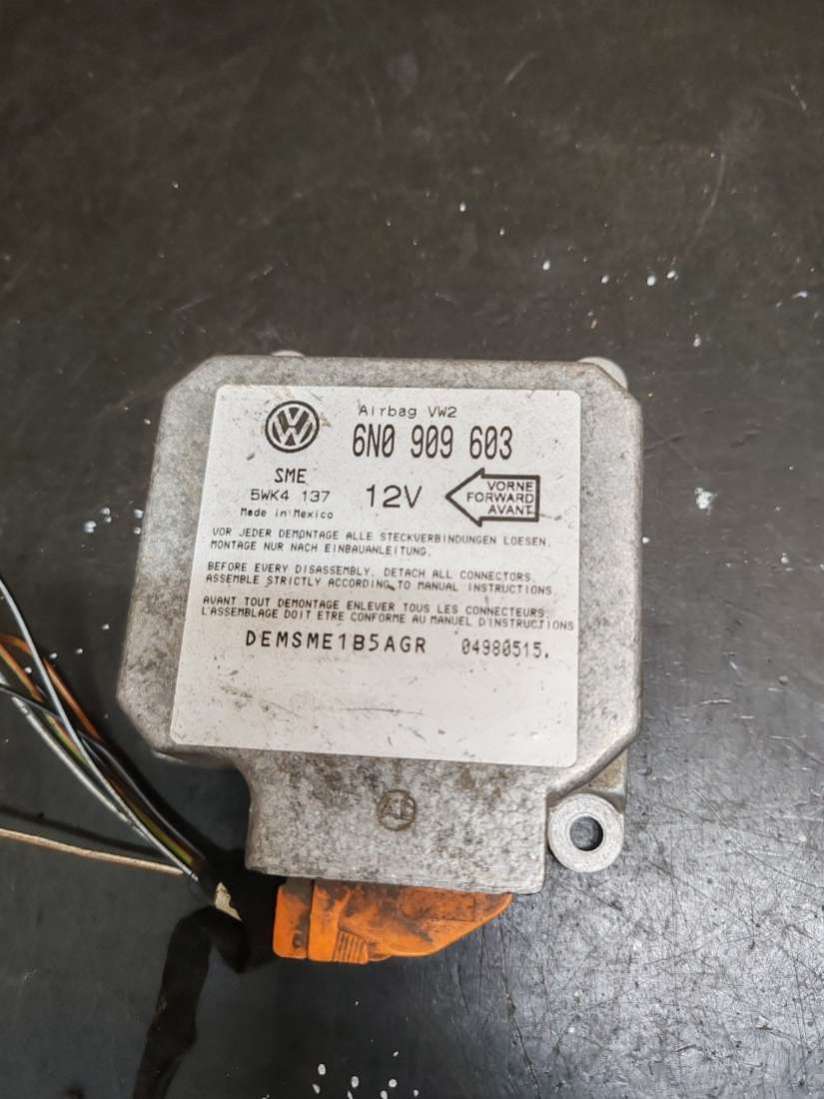 Airbag VW2
6N0 909 603
SME
5WK4 137
Made in Mexico
12V
VORNE
FORWARD
AVANT
VOR JEDER DEMONTAGE ALLE STECKVERBINDUNGEN LOESEN.
MONTAGE NUR NACH EINBAUANLEITUNG.
BEFORE EVERY DISASSEMBLY, DETACH ALL CONNECTORS.
ASSEMBLE STRICTLY ACCORDING TO MANUAL INSTRUCTIONS.
AVANT TOUT DEMONTAGE ENLEVER TOUS LES CONNECTEURS.
L'ASSEMBLAGE DOIT ETRE CONFORME AU MANUEL D'INSTRUCTIONS
DEMSME1B5AGR 04980515.